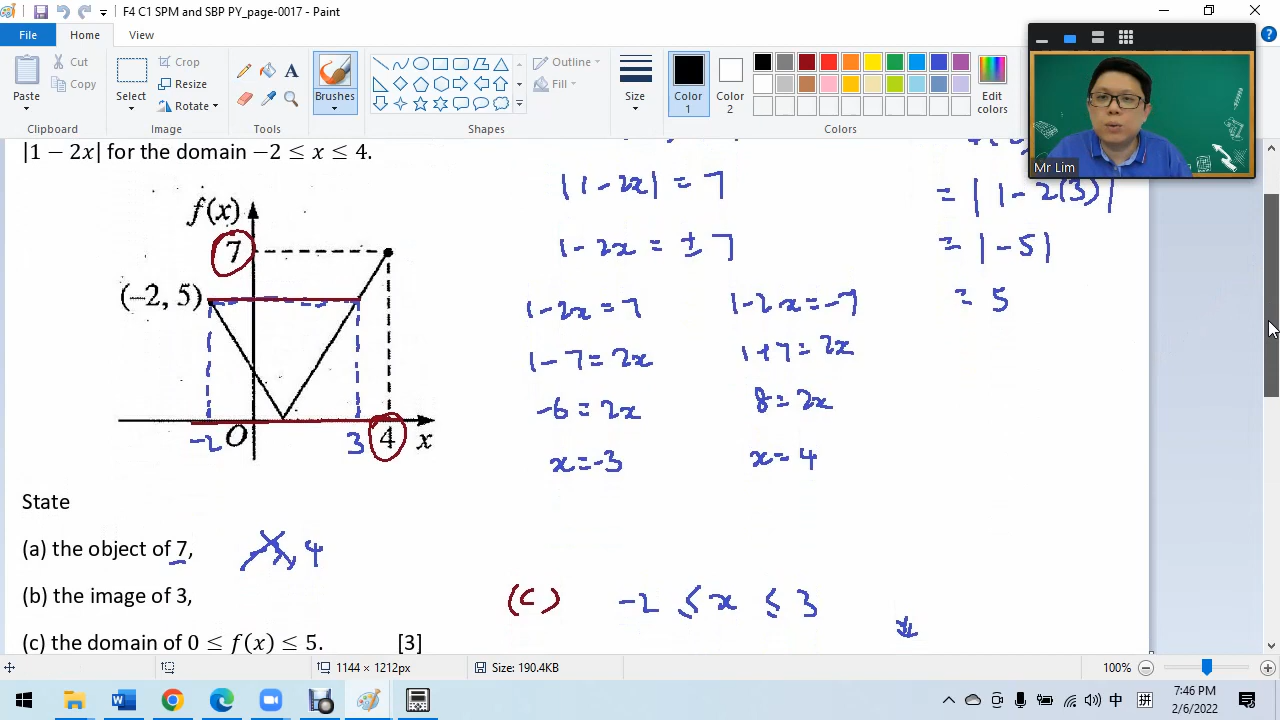 F4 C1 SPM and SBP PY_page-0017 - Paint
File Home View
Paste Cut Copy
Clipboard
Select Crop Resize Rotate
Image
A
Tools
Brushes
Outline Fill
Shapes
Size
Color 1
Color 2
Edit colors
Colors
Mr Lim
|1 − 2x| for the domain −2 ≤ x ≤ 4.
f(x)
7
(−2, 5)
-2 O 3 4 x
State
(a) the object of 7, 4
(b) the image of 3,
(c) the domain of 0 ≤ f(x) ≤ 5. [3]
|1-2x| = 7
1-2x = ±7
1-2x=7
1-7=2x
-6=2x
x=-3
1-2x=-7
1+7=2x
8=2x
x=4
= |1-2(3)|
= |-5|
= 5
(c) -2 ≤ x ≤ 3
1144 × 1212px
Size: 190.4KB
100%
中 拼
7:46 PM
2/6/2022